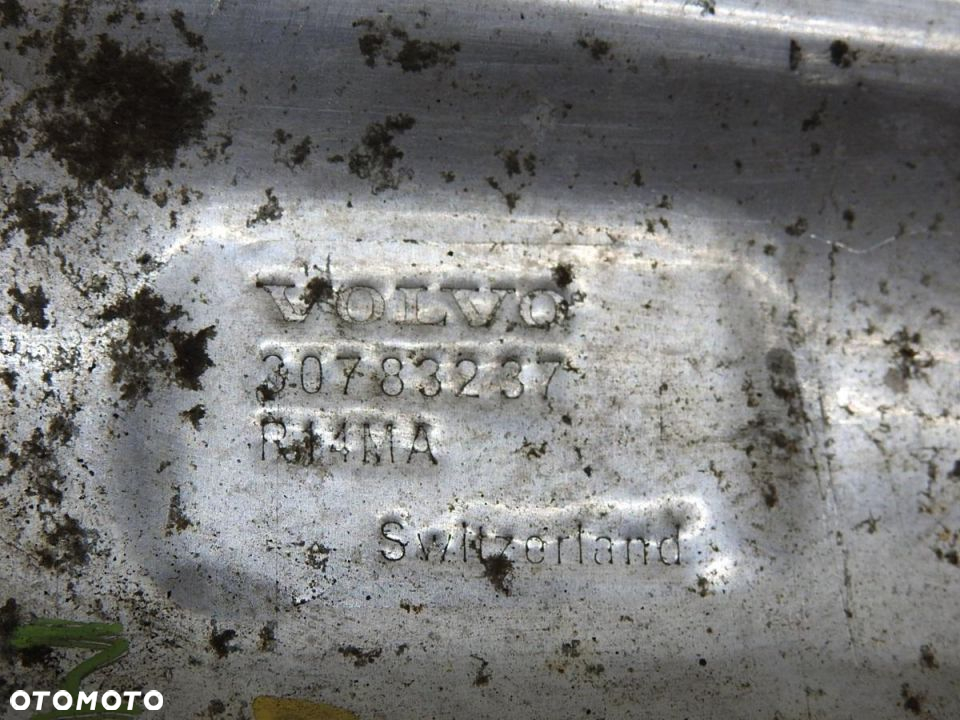 VOLVO
30783237
R14MA
Switzerland
OTOMOTO